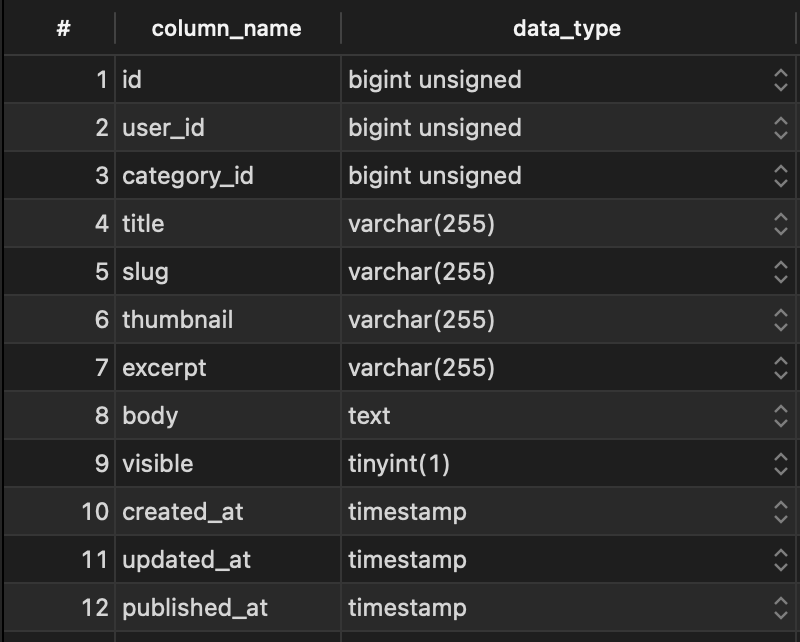 # column_name data_type
1 id bigint unsigned
2 user_id bigint unsigned
3 category_id bigint unsigned
4 title varchar(255)
5 slug varchar(255)
6 thumbnail varchar(255)
7 excerpt varchar(255)
8 body text
9 visible tinyint(1)
10 created_at timestamp
11 updated_at timestamp
12 published_at timestamp